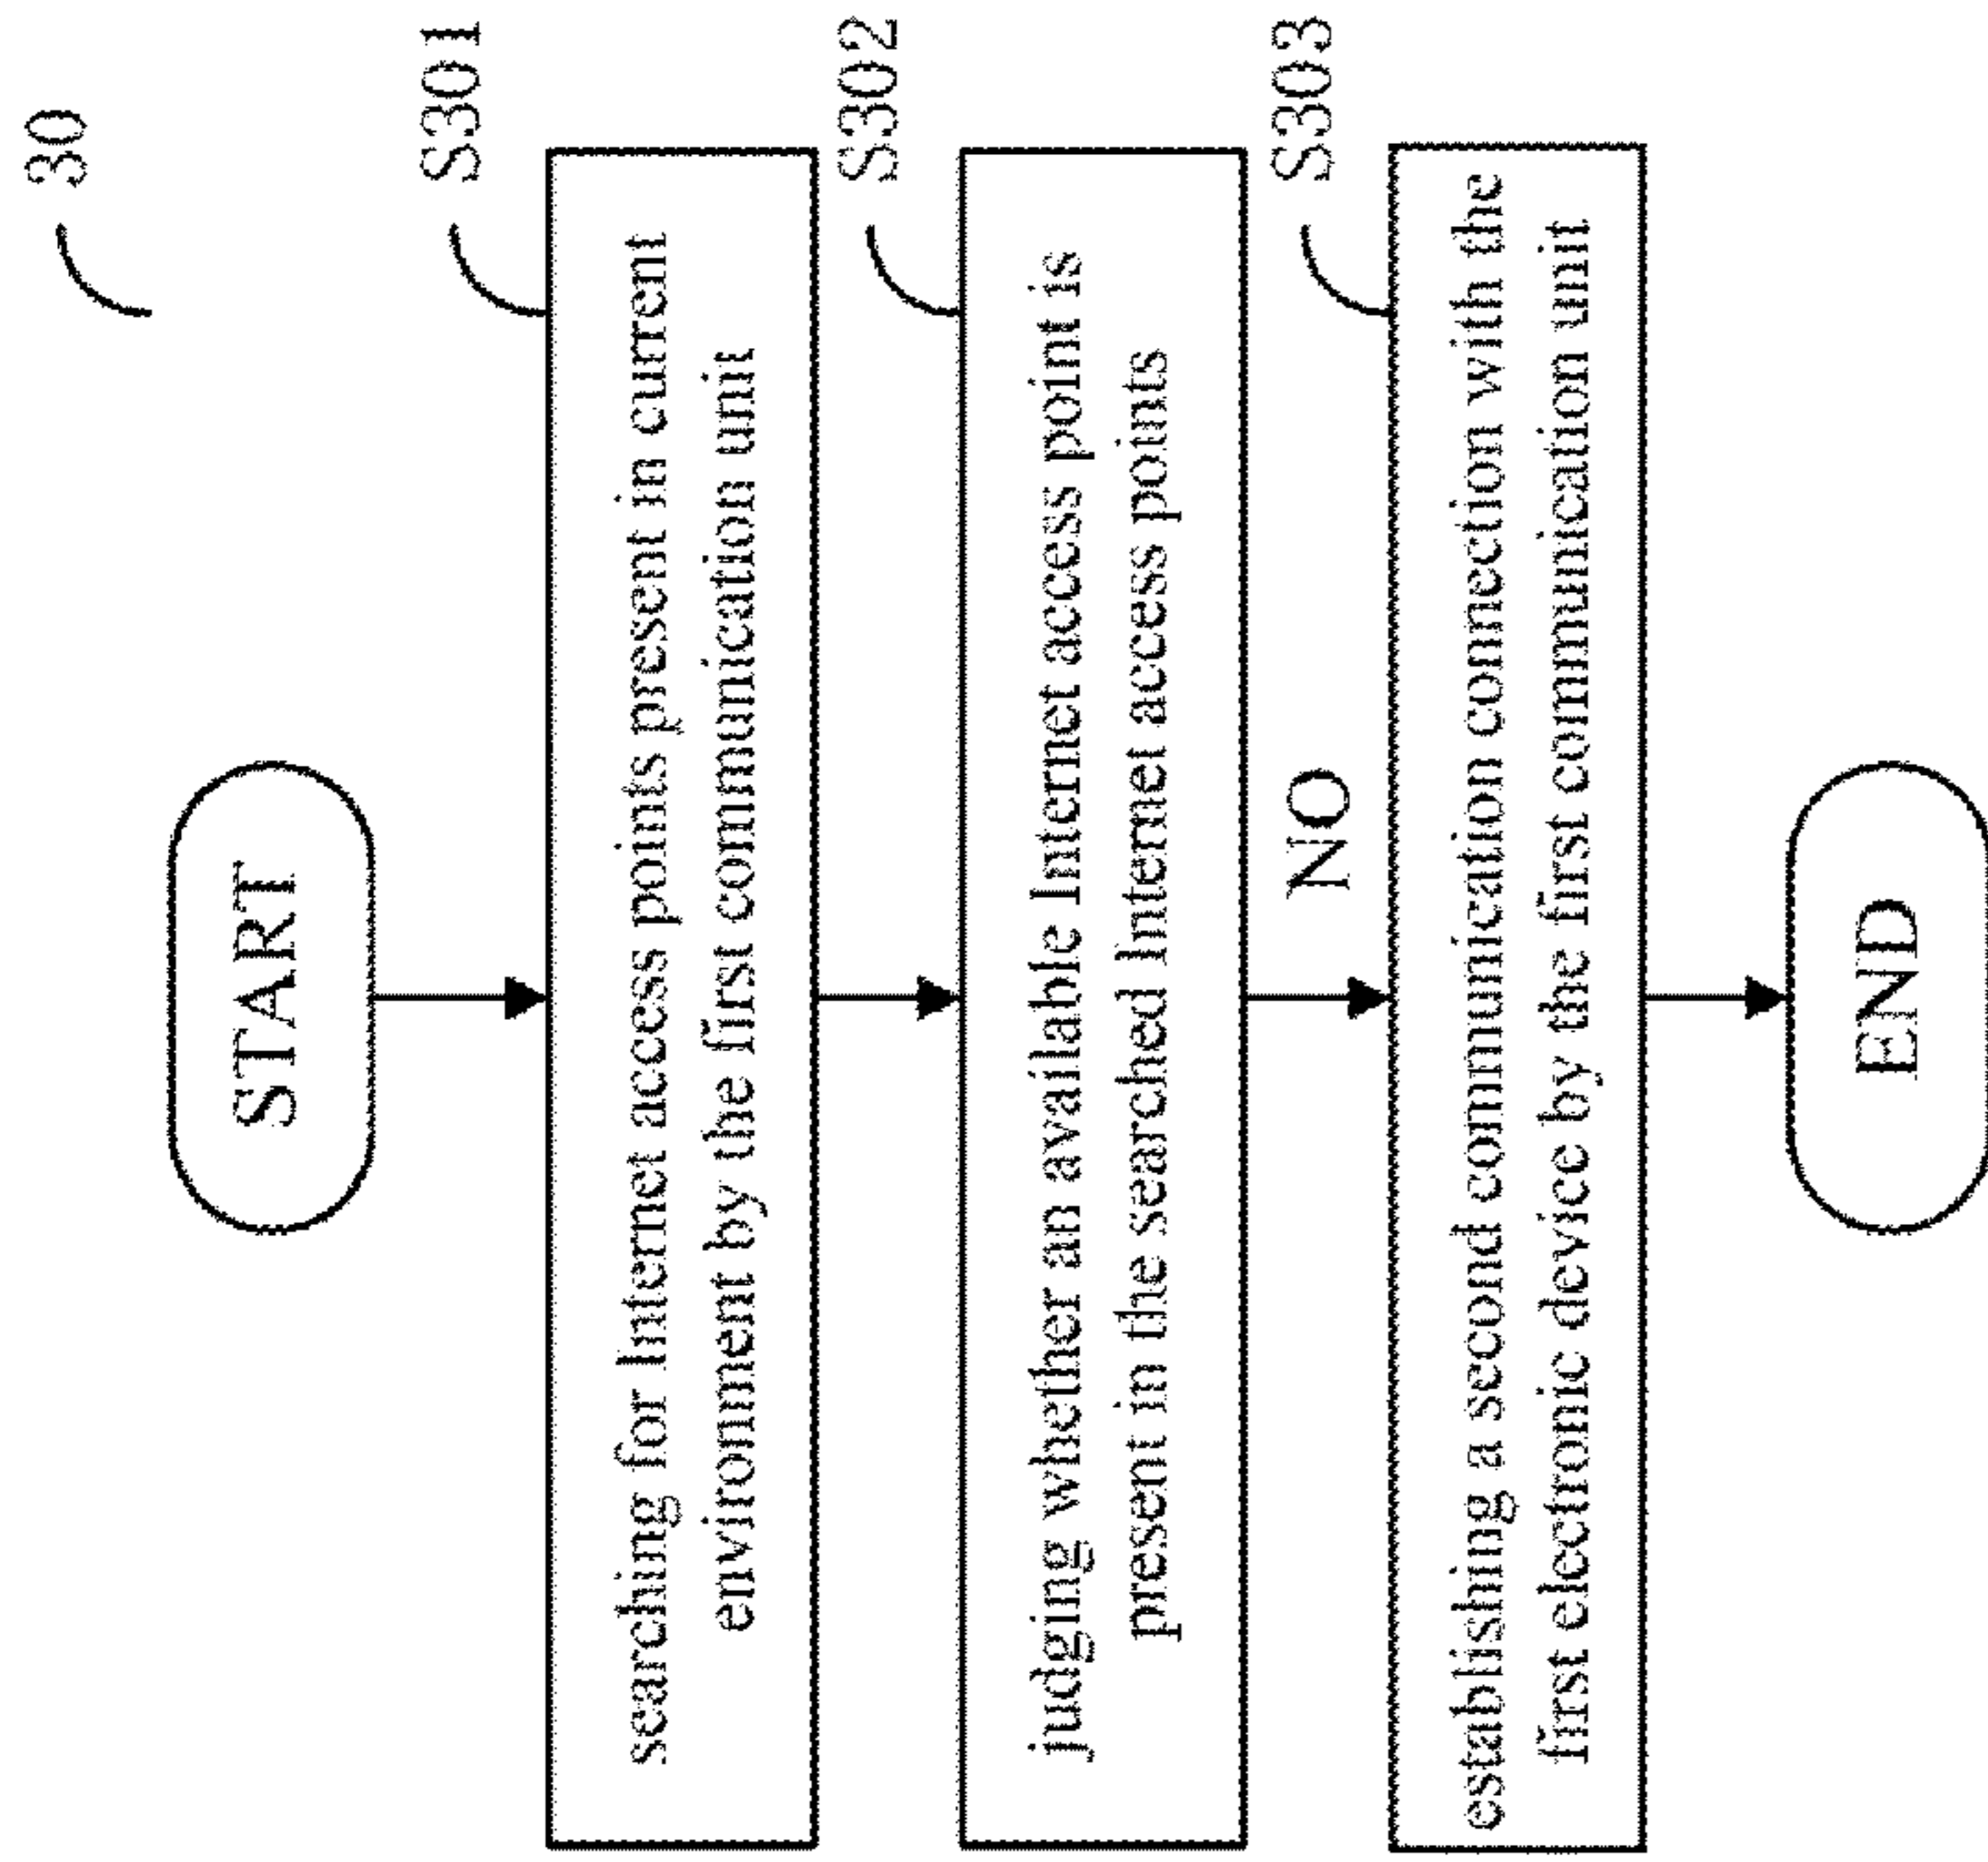 30
START
S301
searching for Internet access points present in current
environment by the first communication unit
S302
judging whether an available Internet access point is
present in the searched Internet access points
NO
S303
establishing a second communication connection with the
first electronic device by the first communication unit
END